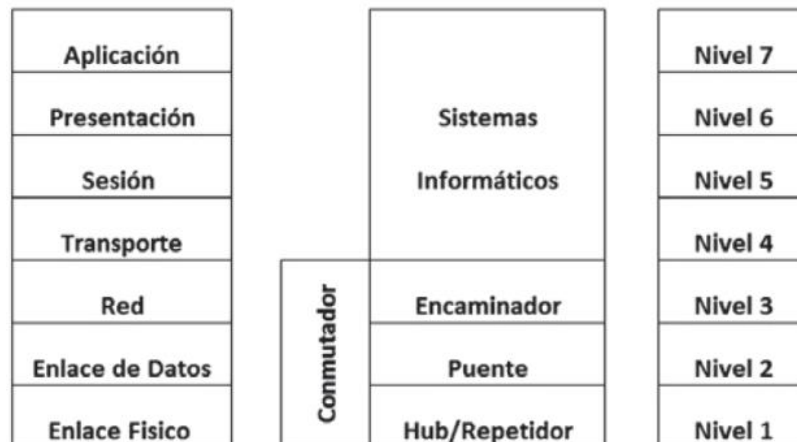 Aplicación
Presentación
Sesión
Transporte
Red
Enlace de Datos
Enlace Fisico
Conmutador
Sistemas
Informáticos
Encaminador
Puente
Hub/Repetidor
Nivel 7
Nivel 6
Nivel 5
Nivel 4
Nivel 3
Nivel 2
Nivel 1